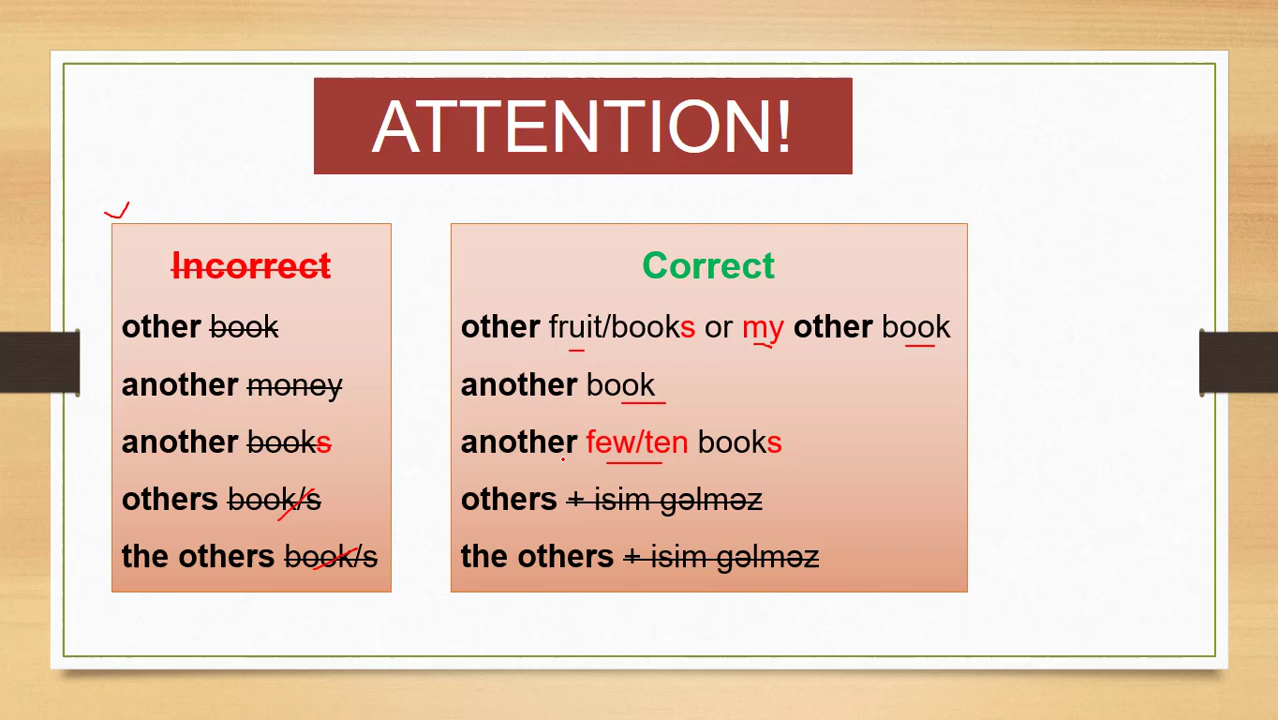 ATTENTION!
Incorrect
other book
another money
another books
others book/s
the others book/s
Correct
other fruit/books or my other book
another book
another few/ten books
others + isim gəlməz
the others + isim gəlməz